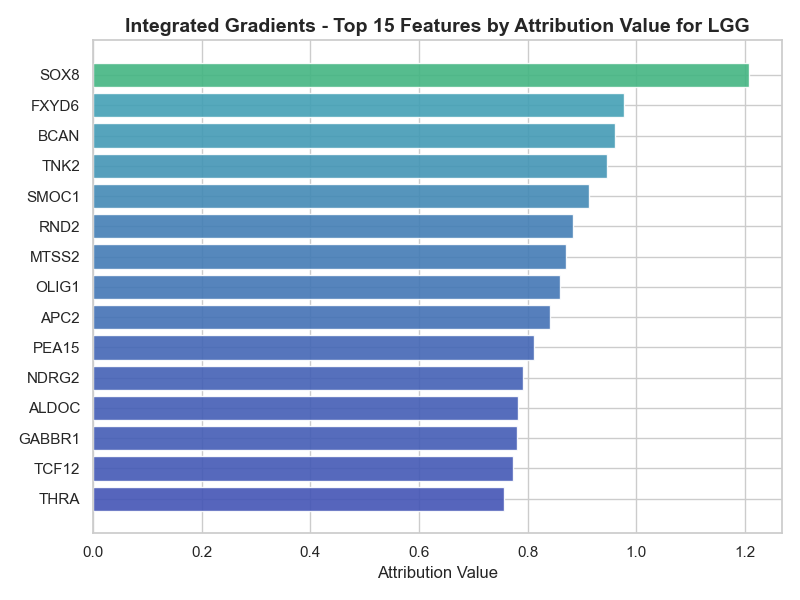 Integrated Gradients - Top 15 Features by Attribution Value for LGG
SOX8
FXYD6
BCAN
TNK2
SMOC1
RND2
MTSS2
OLIG1
APC2
PEA15
NDRG2
ALDOC
GABBR1
TCF12
THRA
0.0 0.2 0.4 0.6 0.8 1.0 1.2
Attribution Value